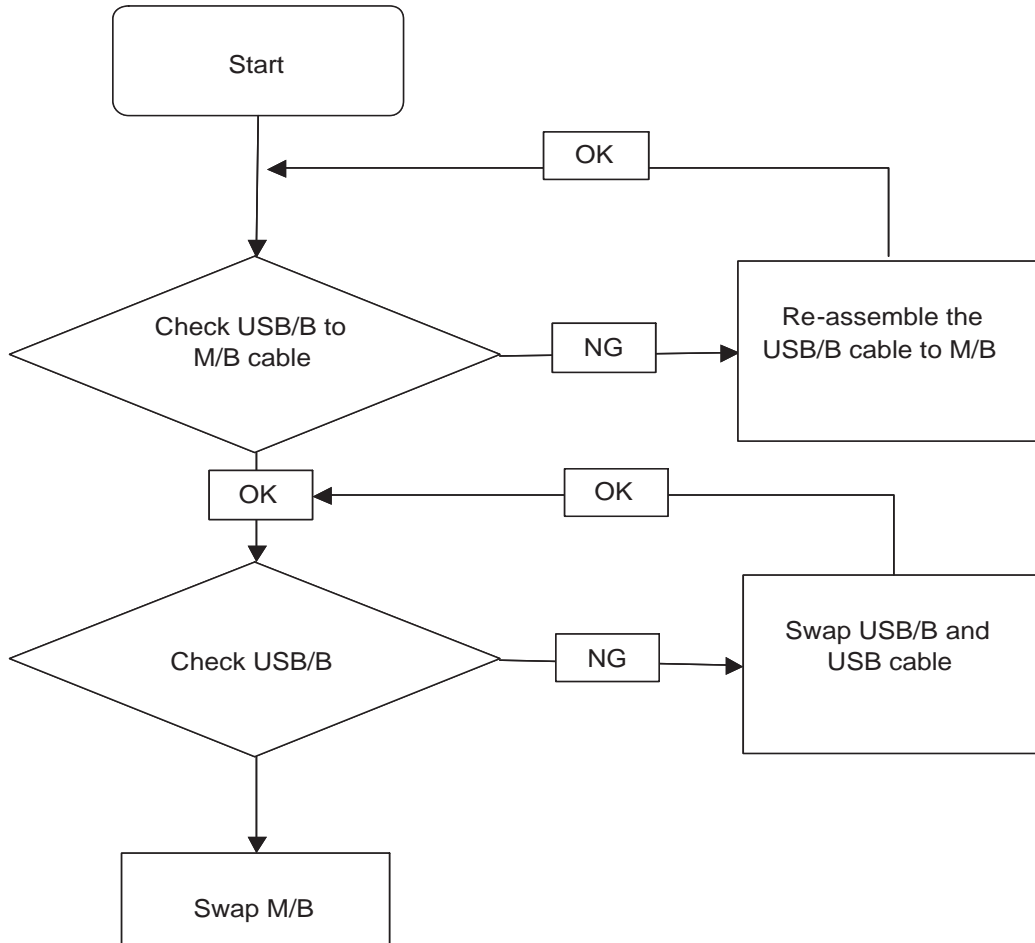 Start
OK
Check USB/B to
M/B cable
NG
Re-assemble the
USB/B cable to M/B
OK
OK
Check USB/B
NG
Swap USB/B and
USB cable
Swap M/B